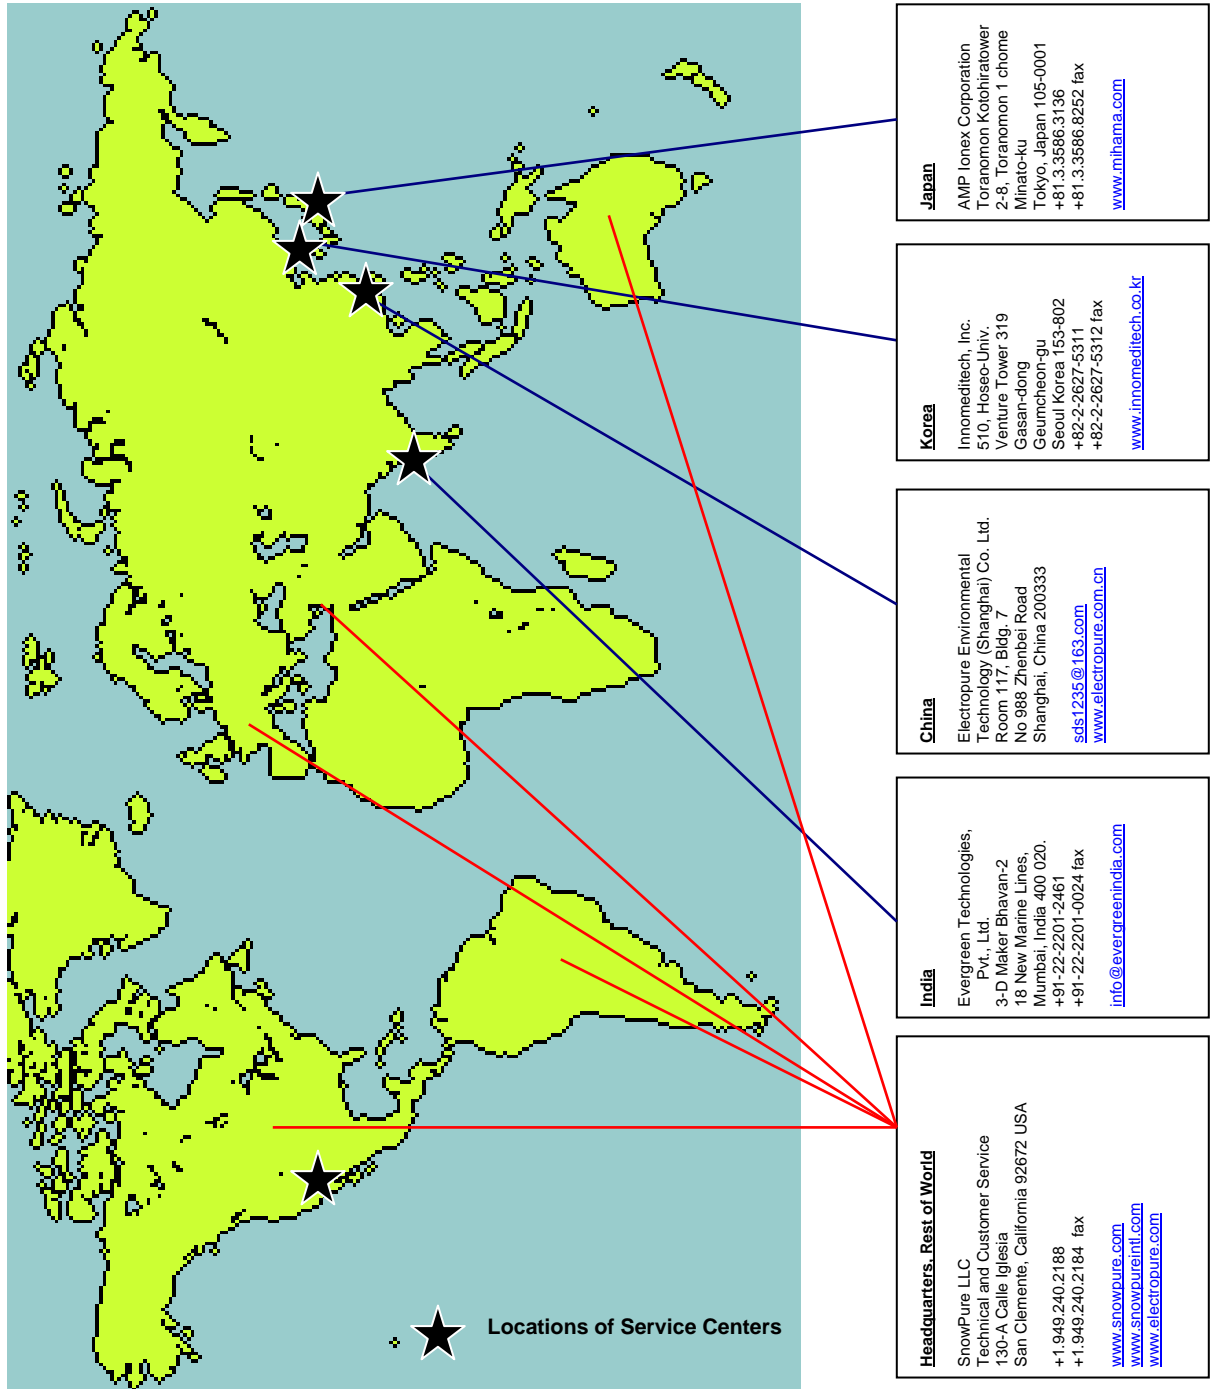 Locations of Service Centers
Headquarters, Rest of World
SnowPure LLC
Technical and Customer Service
130-A Calle Iglesia
San Clemente, California 92672 USA
+1.949.240.2188
+1.949.240.2184 fax
www.snowpure.com
www.snowpureintl.com
www.electropure.com
India
Evergreen Technologies,
Pvt., Ltd.
3-D Maker Bhavan-2
18 New Marine Lines,
Mumbai, India 400 020.
+91-22-2201-2461
+91-22-2201-0024 fax
info@evergreenindia.com
China
Electropure Environmental
Technology (Shanghai) Co. Ltd.
Room 117, Bldg. 7
No 988 Zhenbei Road
Shanghai, China 200333
sds1235@163.com
www.electropure.com.cn
Korea
Innomeditech, Inc.
510, Hoseo-Univ.
Venture Tower 319
Gasan-dong
Geumcheon-gu
Seoul Korea 153-802
+82-2-2627-5311
+82-2-2627-5312 fax
www.innomeditech.co.kr
Japan
AMP Ionex Corporation
Toranomon Kotohiratower
2-8, Toranomon 1 chome
Minato-ku
Tokyo, Japan 105-0001
+81.3.3586.3136
+81.3.3586.8252 fax
www.mihama.com